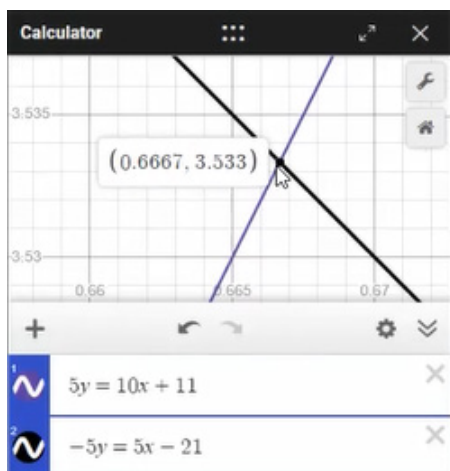 Calculator
3.535
(0.6667, 3.533)
3.53
0.66 0.665 0.67
1
5y = 10x + 11
2
−5y = 5x − 21